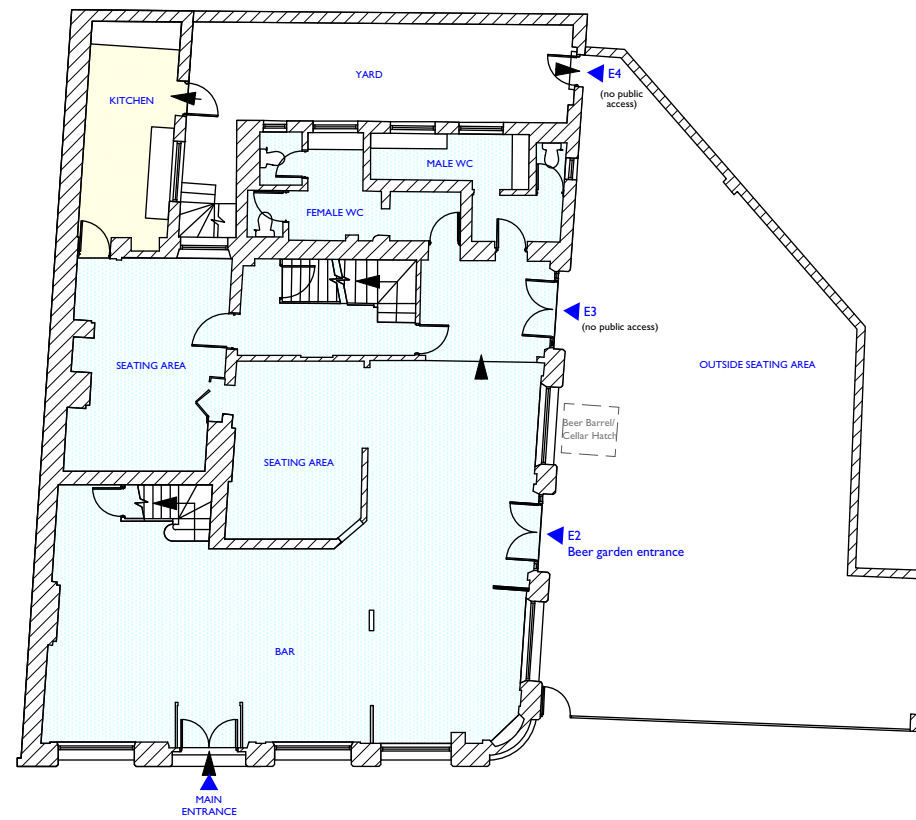 YARD
E4
(no public
access)
KITCHEN
MALE WC
FEMALE WC
E3
(no public access)
SEATING AREA
OUTSIDE SEATING AREA
Beer Barrel/
Cellar Hatch
SEATING AREA
E2
Beer garden entrance
BAR
MAIN
ENTRANCE